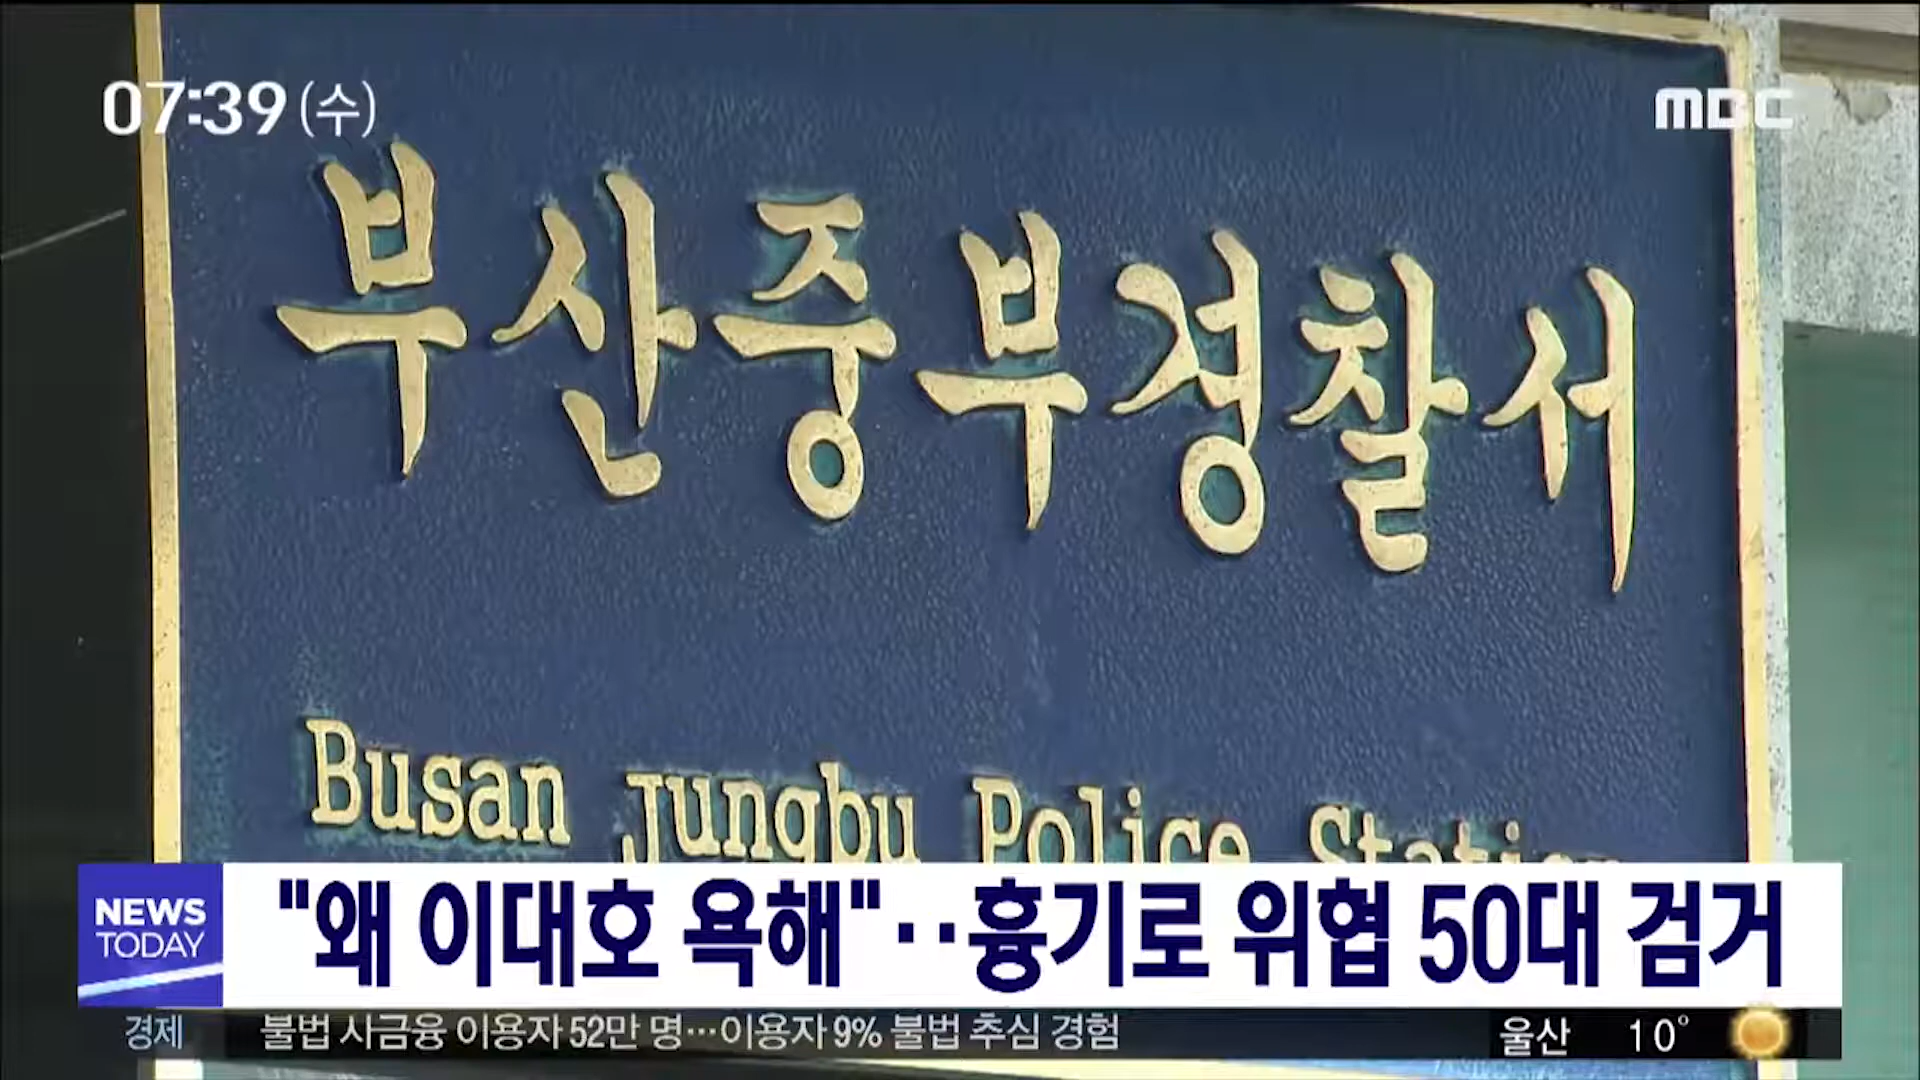 07:39 (수)
MBC
부산중부경찰서
Busan Jungbu Police Station
NEWS
TODAY
"왜 이대호 욕해"‥흉기로 위협 50대 검거
경제 불법 사금융 이용자 52만 명…이용자 9% 불법 추심 경험 울산 10°